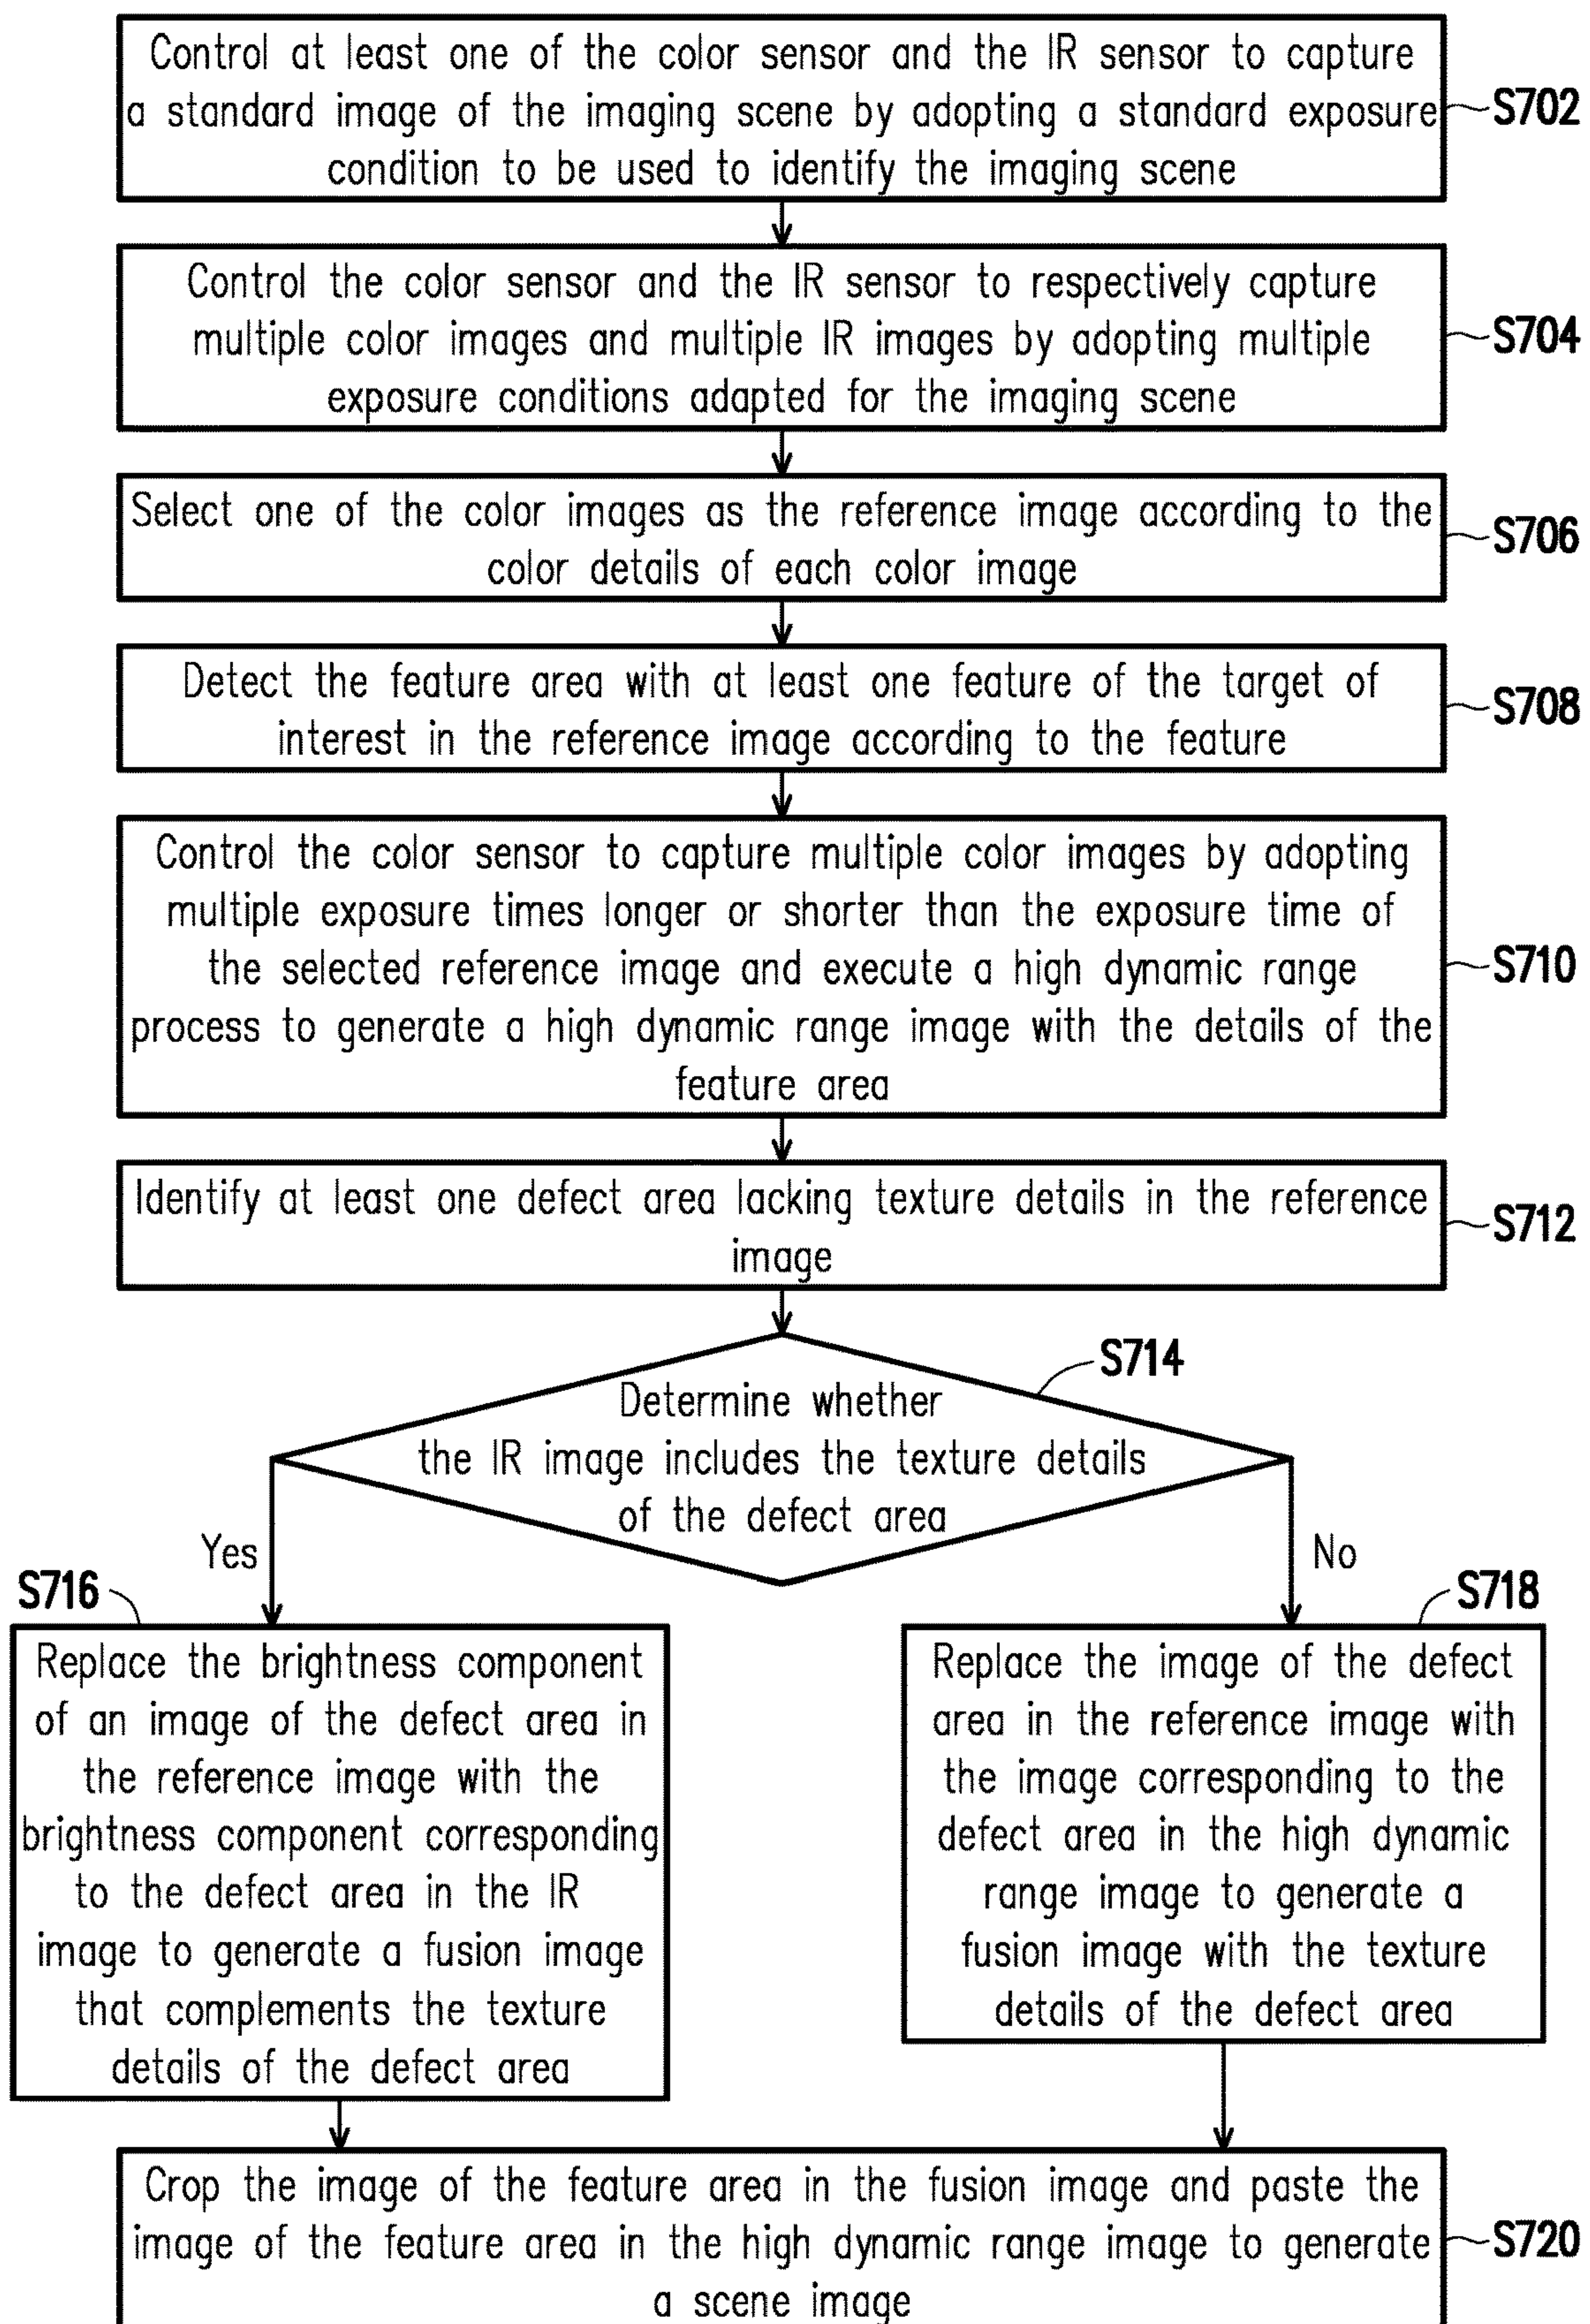 Control at least one of the color sensor and the IR sensor to capture
a standard image of the imaging scene by adopting a standard exposure
condition to be used to identify the imaging scene
S702
Control the color sensor and the IR sensor to respectively capture
multiple color images and multiple IR images by adopting multiple
exposure conditions adapted for the imaging scene
S704
Select one of the color images as the reference image according to the
color details of each color image
S706
Detect the feature area with at least one feature of the target of
interest in the reference image according to the feature
S708
Control the color sensor to capture multiple color images by adopting
multiple exposure times longer or shorter than the exposure time of
the selected reference image and execute a high dynamic range
process to generate a high dynamic range image with the details of the
feature area
S710
Identify at least one defect area lacking texture details in the reference
image
S712
S714
Determine whether
the IR image includes the texture details
of the defect area
Yes
No
S716
Replace the brightness component
of an image of the defect area in
the reference image with the
brightness component corresponding
to the defect area in the IR
image to generate a fusion image
that complements the texture
details of the defect area
S718
Replace the image of the defect
area in the reference image with
the image corresponding to the
defect area in the high dynamic
range image to generate a
fusion image with the texture
details of the defect area
Crop the image of the feature area in the fusion image and paste the
image of the feature area in the high dynamic range image to generate
a scene image
S720